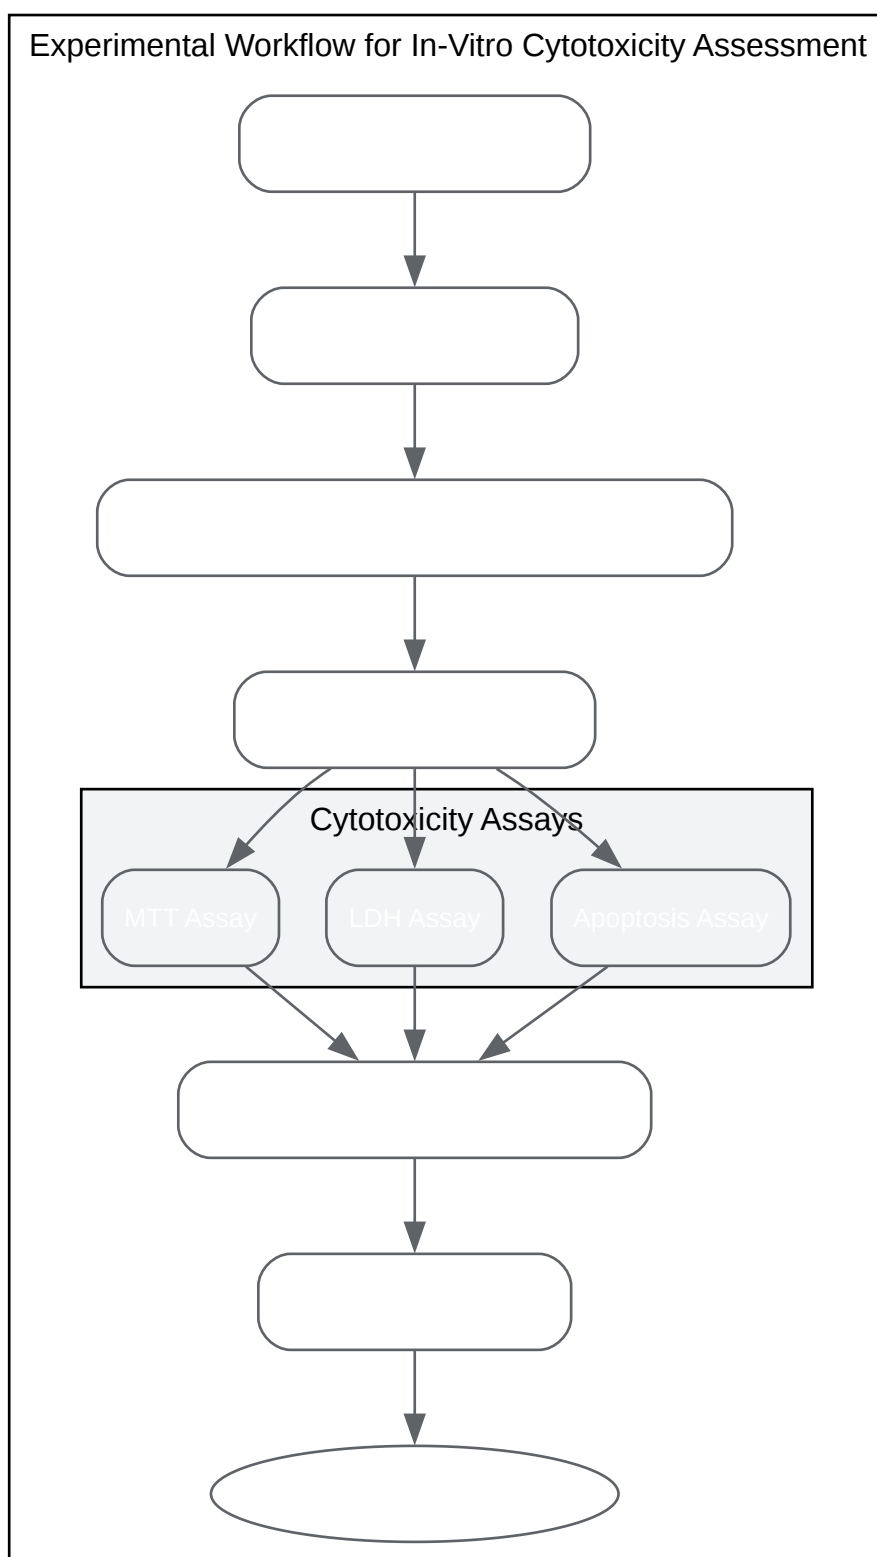 Experimental Workflow for In-Vitro Cytotoxicity Assessment
Cytotoxicity Assays
MTT Assay
LDH Assay
Apoptosis Assay